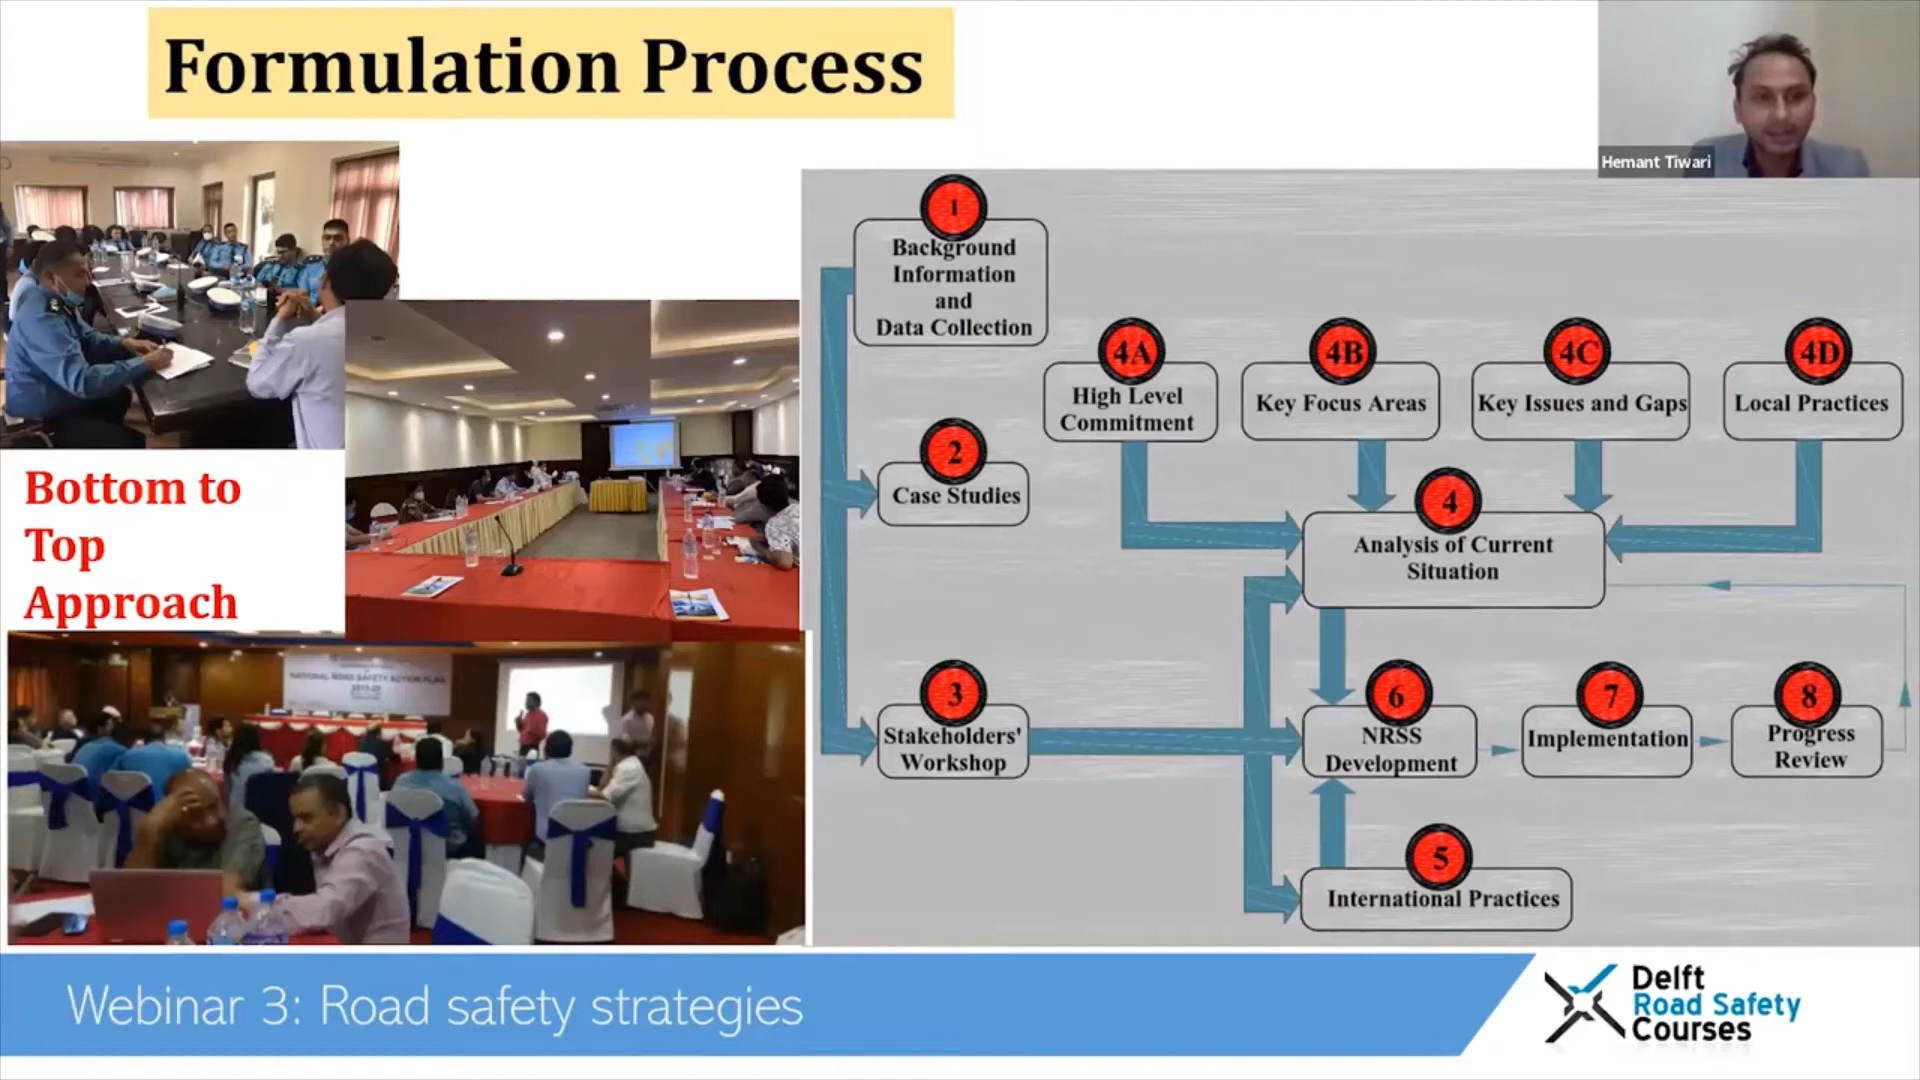 Formulation Process
Hemant Tiwari
Bottom to
Top
Approach
NATIONAL ROAD SAFETY ACTION PLAN
1
Background
Information
and
Data Collection
2
Case Studies
3
Stakeholders'
Workshop
4A
High Level
Commitment
4B
Key Focus Areas
4C
Key Issues and Gaps
4D
Local Practices
4
Analysis of Current
Situation
5
International Practices
6
NRSS
Development
7
Implementation
8
Progress
Review
Webinar 3: Road safety strategies
Delft
Road Safety
Courses